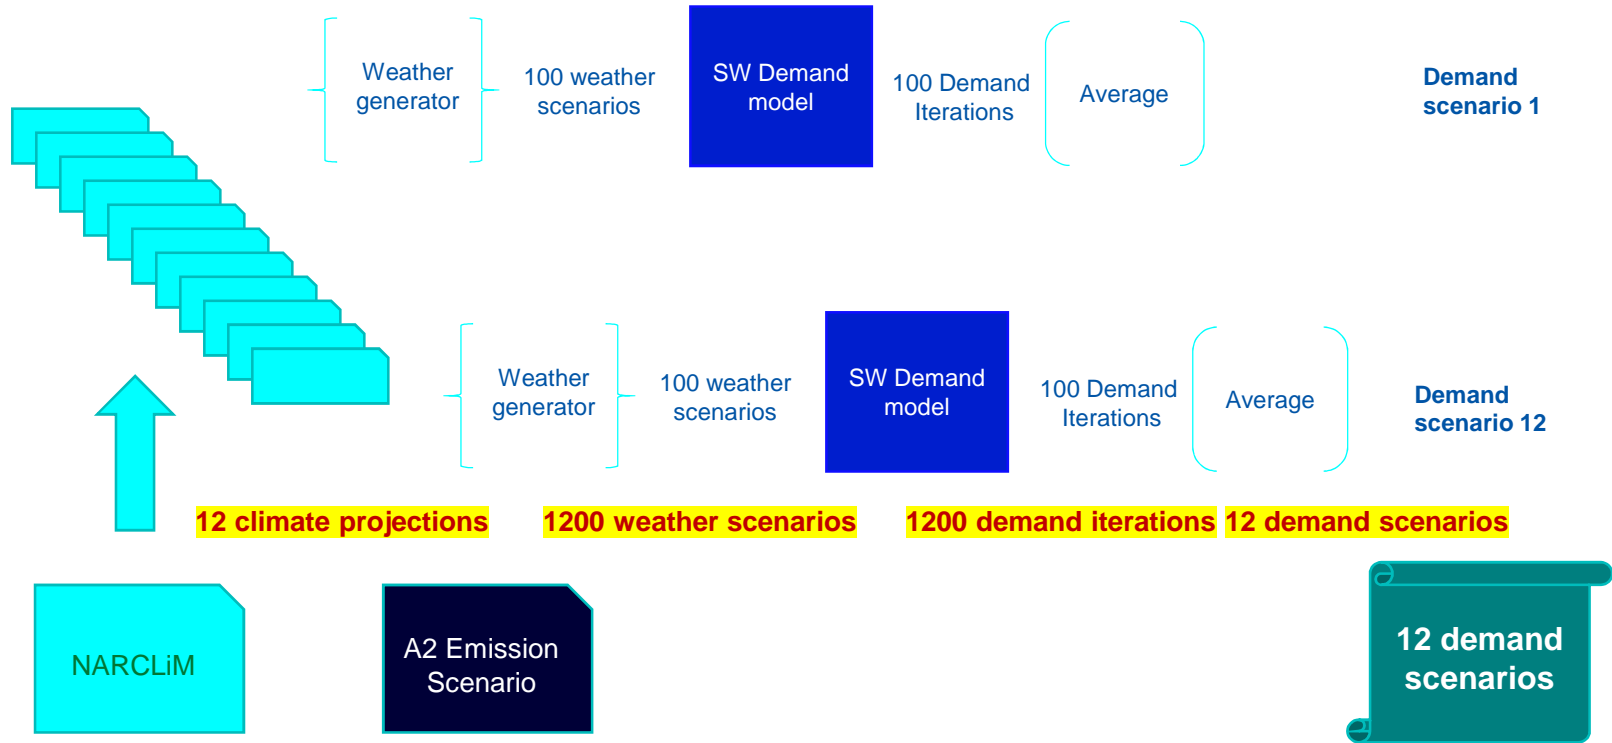 Weather
generator
100 weather
scenarios
SW Demand
model
100 Demand
Iterations
Average
Demand
scenario 1
Weather
generator
100 weather
scenarios
SW Demand
model
100 Demand
Iterations
Average
Demand
scenario 12
12 climate projections
1200 weather scenarios
1200 demand iterations
12 demand scenarios
NARCLiM
A2 Emission
Scenario
12 demand
scenarios